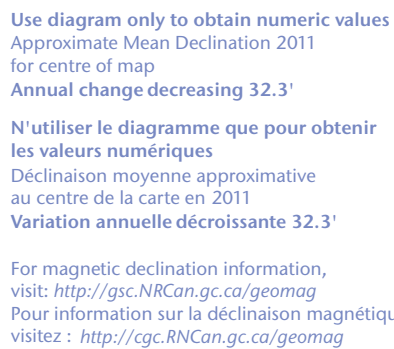 Use diagram only to obtain numeric values
Approximate Mean Declination 2011
for centre of map
Annual change decreasing 32.3'
N'utiliser le diagramme que pour obtenir
les valeurs numériques
Déclinaison moyenne approximative
au centre de la carte en 2011
Variation annuelle décroissante 32.3'
For magnetic declination information,
visit: http://gsc.NRCan.gc.ca/geomag
Pour information sur la déclinaison magnétiqu
visitez : http://cgc.RNCan.gc.ca/geomag